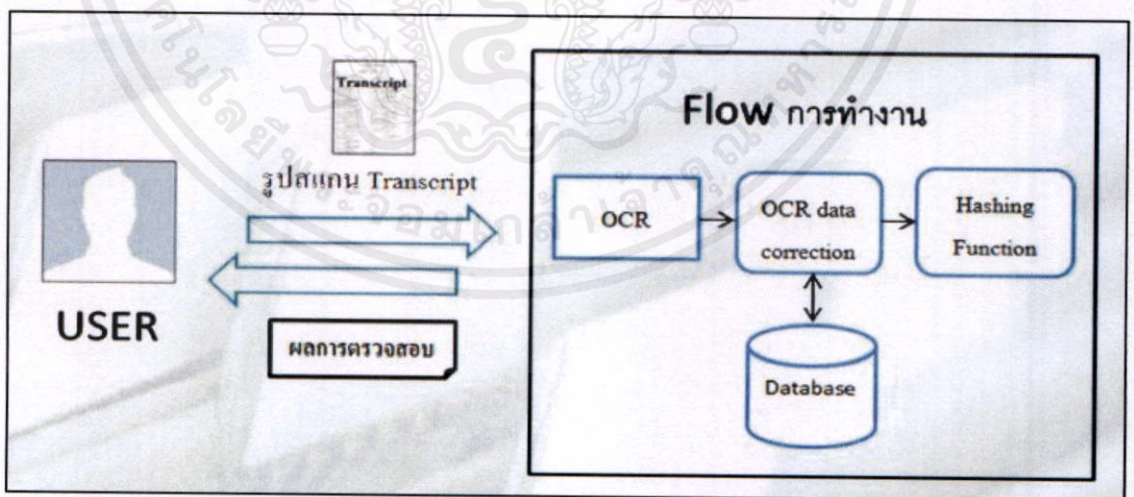 Transcript
รูปสแกน Transcript
USER
ผลการตรวจสอบ
Flow การทำงาน
OCR
OCR data
correction
Hashing
Function
Database